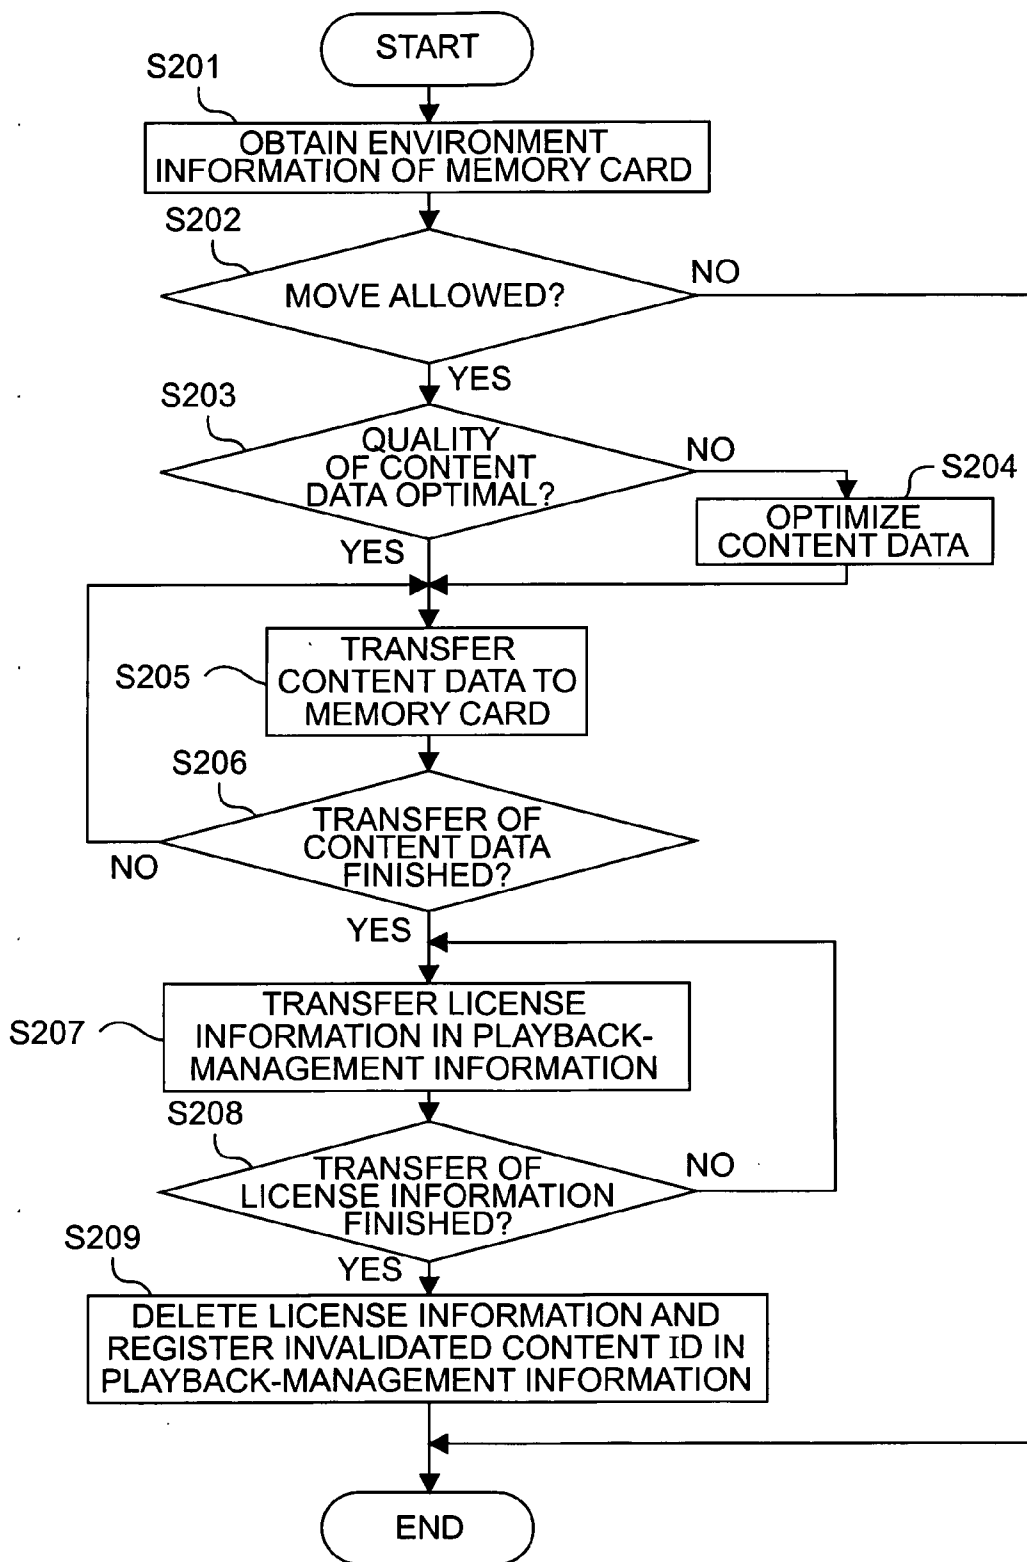 START
S201
OBTAIN ENVIRONMENT
INFORMATION OF MEMORY CARD
S202
MOVE ALLOWED?
NO
YES
S203
QUALITY
OF CONTENT
DATA OPTIMAL?
NO
S204
OPTIMIZE
CONTENT DATA
YES
TRANSFER
CONTENT DATA TO
MEMORY CARD
S205
S206
TRANSFER OF
CONTENT DATA
FINISHED?
NO
YES
TRANSFER LICENSE
INFORMATION IN PLAYBACK-
MANAGEMENT INFORMATION
S207
S208
TRANSFER OF
LICENSE INFORMATION
FINISHED?
NO
YES
S209
DELETE LICENSE INFORMATION AND
REGISTER INVALIDATED CONTENT ID IN
PLAYBACK-MANAGEMENT INFORMATION
END